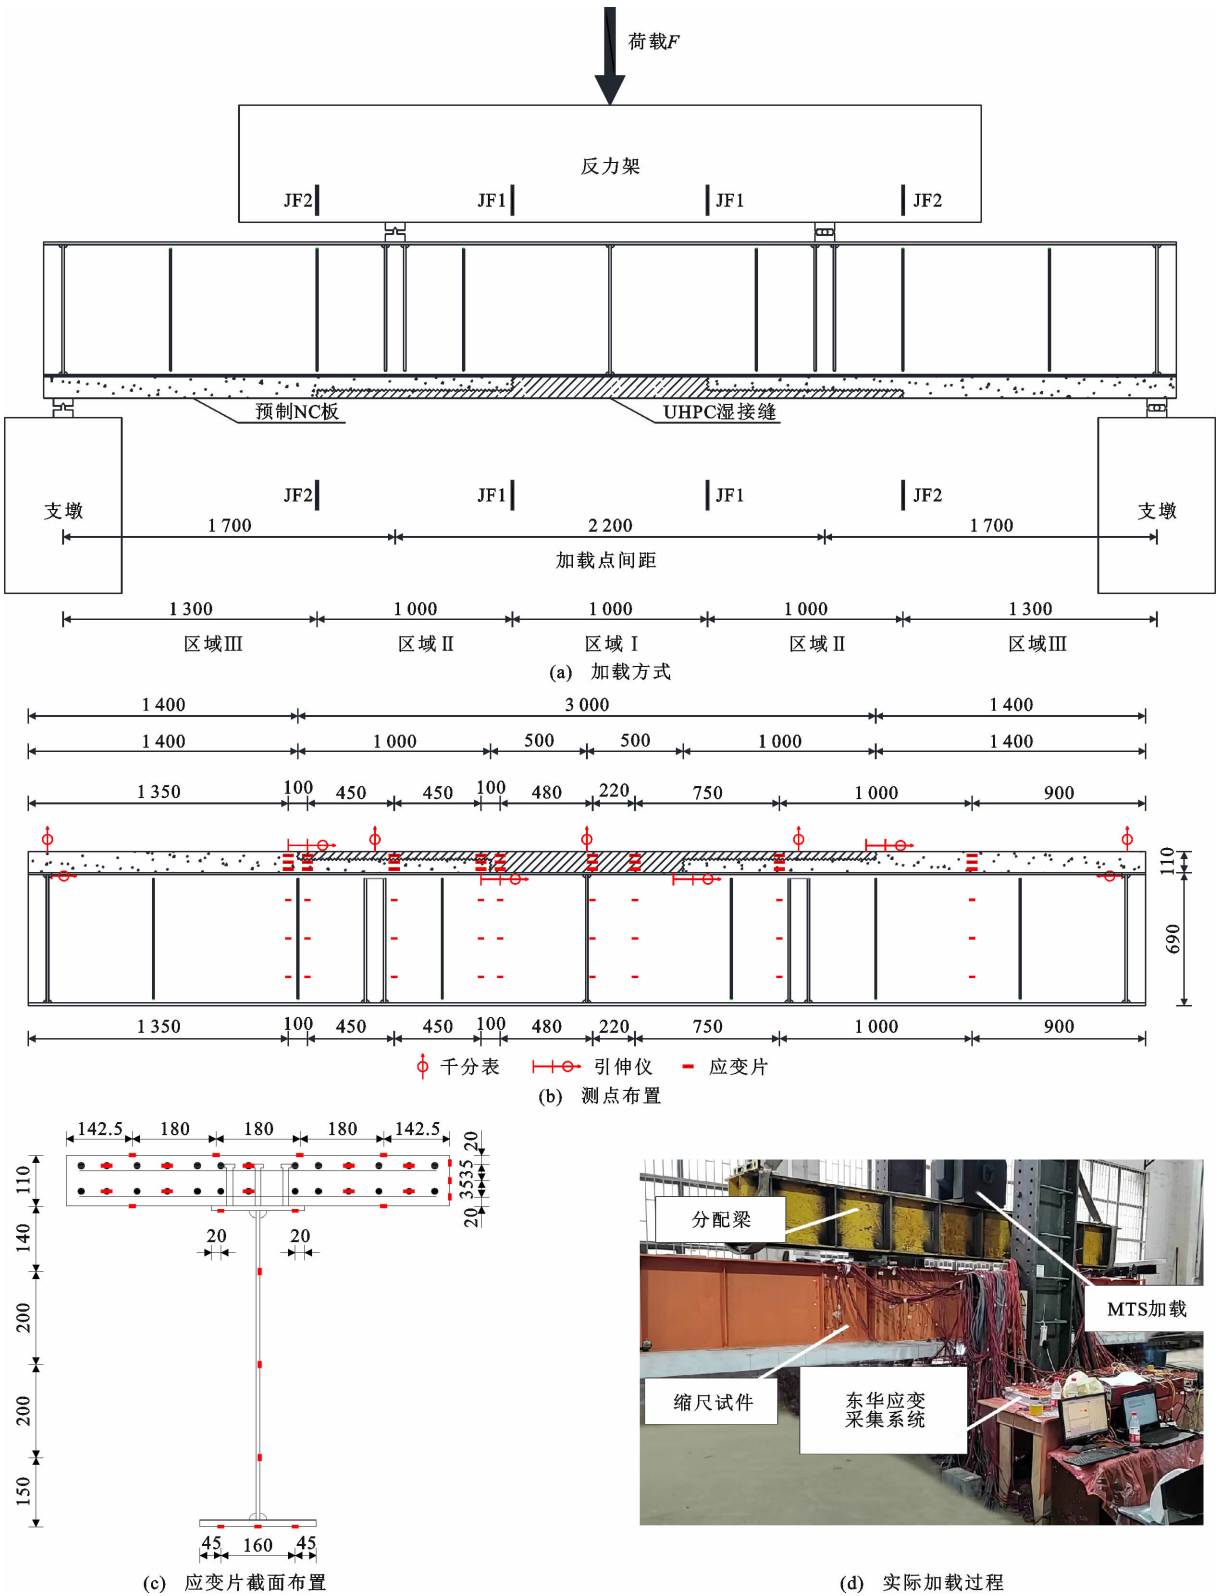 荷载F
反力架
JF2 JF1 JF1 JF2
预制NC板 UHPC湿接缝
支墩 JF2 JF1 JF1 JF2 支墩
1 700 2 200 1 700
加载点间距
1 300 1 000 1 000 1 000 1 300
区域Ⅲ 区域Ⅱ 区域Ⅰ 区域Ⅱ 区域Ⅲ
(a) 加载方式
1 400 3 000 1 400
1 400 1 000 500 500 1 000 1 400
1 350 100 450 450 100 480 220 750 1 000 900
110
690
1 350 100 450 450 100 480 220 750 1 000 900
千分表 引伸仪 应变片
(b) 测点布置
142.5 180 180 180 142.5
110 20 55 35 20
140
20 20
200
200
150
45 160 45
(c) 应变片截面布置
分配梁
MTS加载
缩尺试件
东华应变
采集系统
(d) 实际加载过程